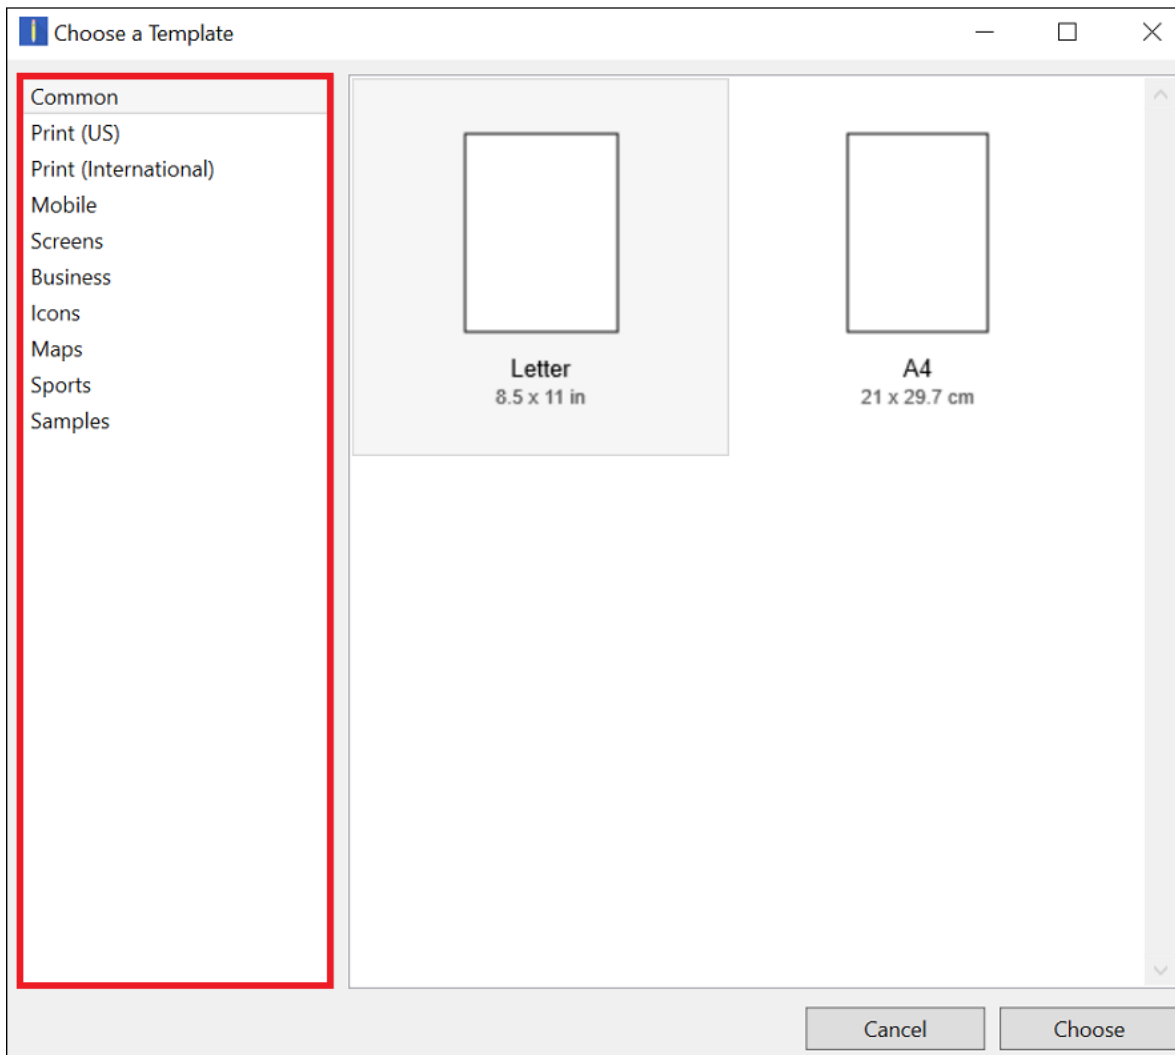 Choose a Template
Common
Print (US)
Print (International)
Mobile
Screens
Business
Icons
Maps
Sports
Samples
Letter
8.5 x 11 in
A4
21 x 29.7 cm
Cancel
Choose